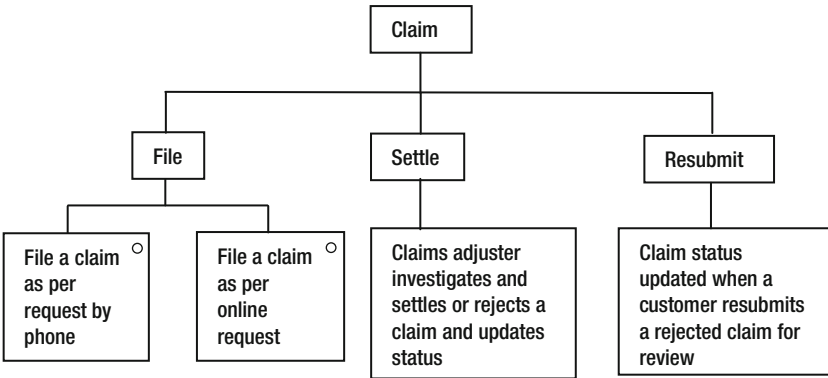 Claim
File
Settle
Resubmit
File a claim
as per
request by
phone
File a claim
as per
online
request
Claims adjuster
investigates and
settles or rejects a
claim and updates
status
Claim status
updated when a
customer resubmits
a rejected claim for
review